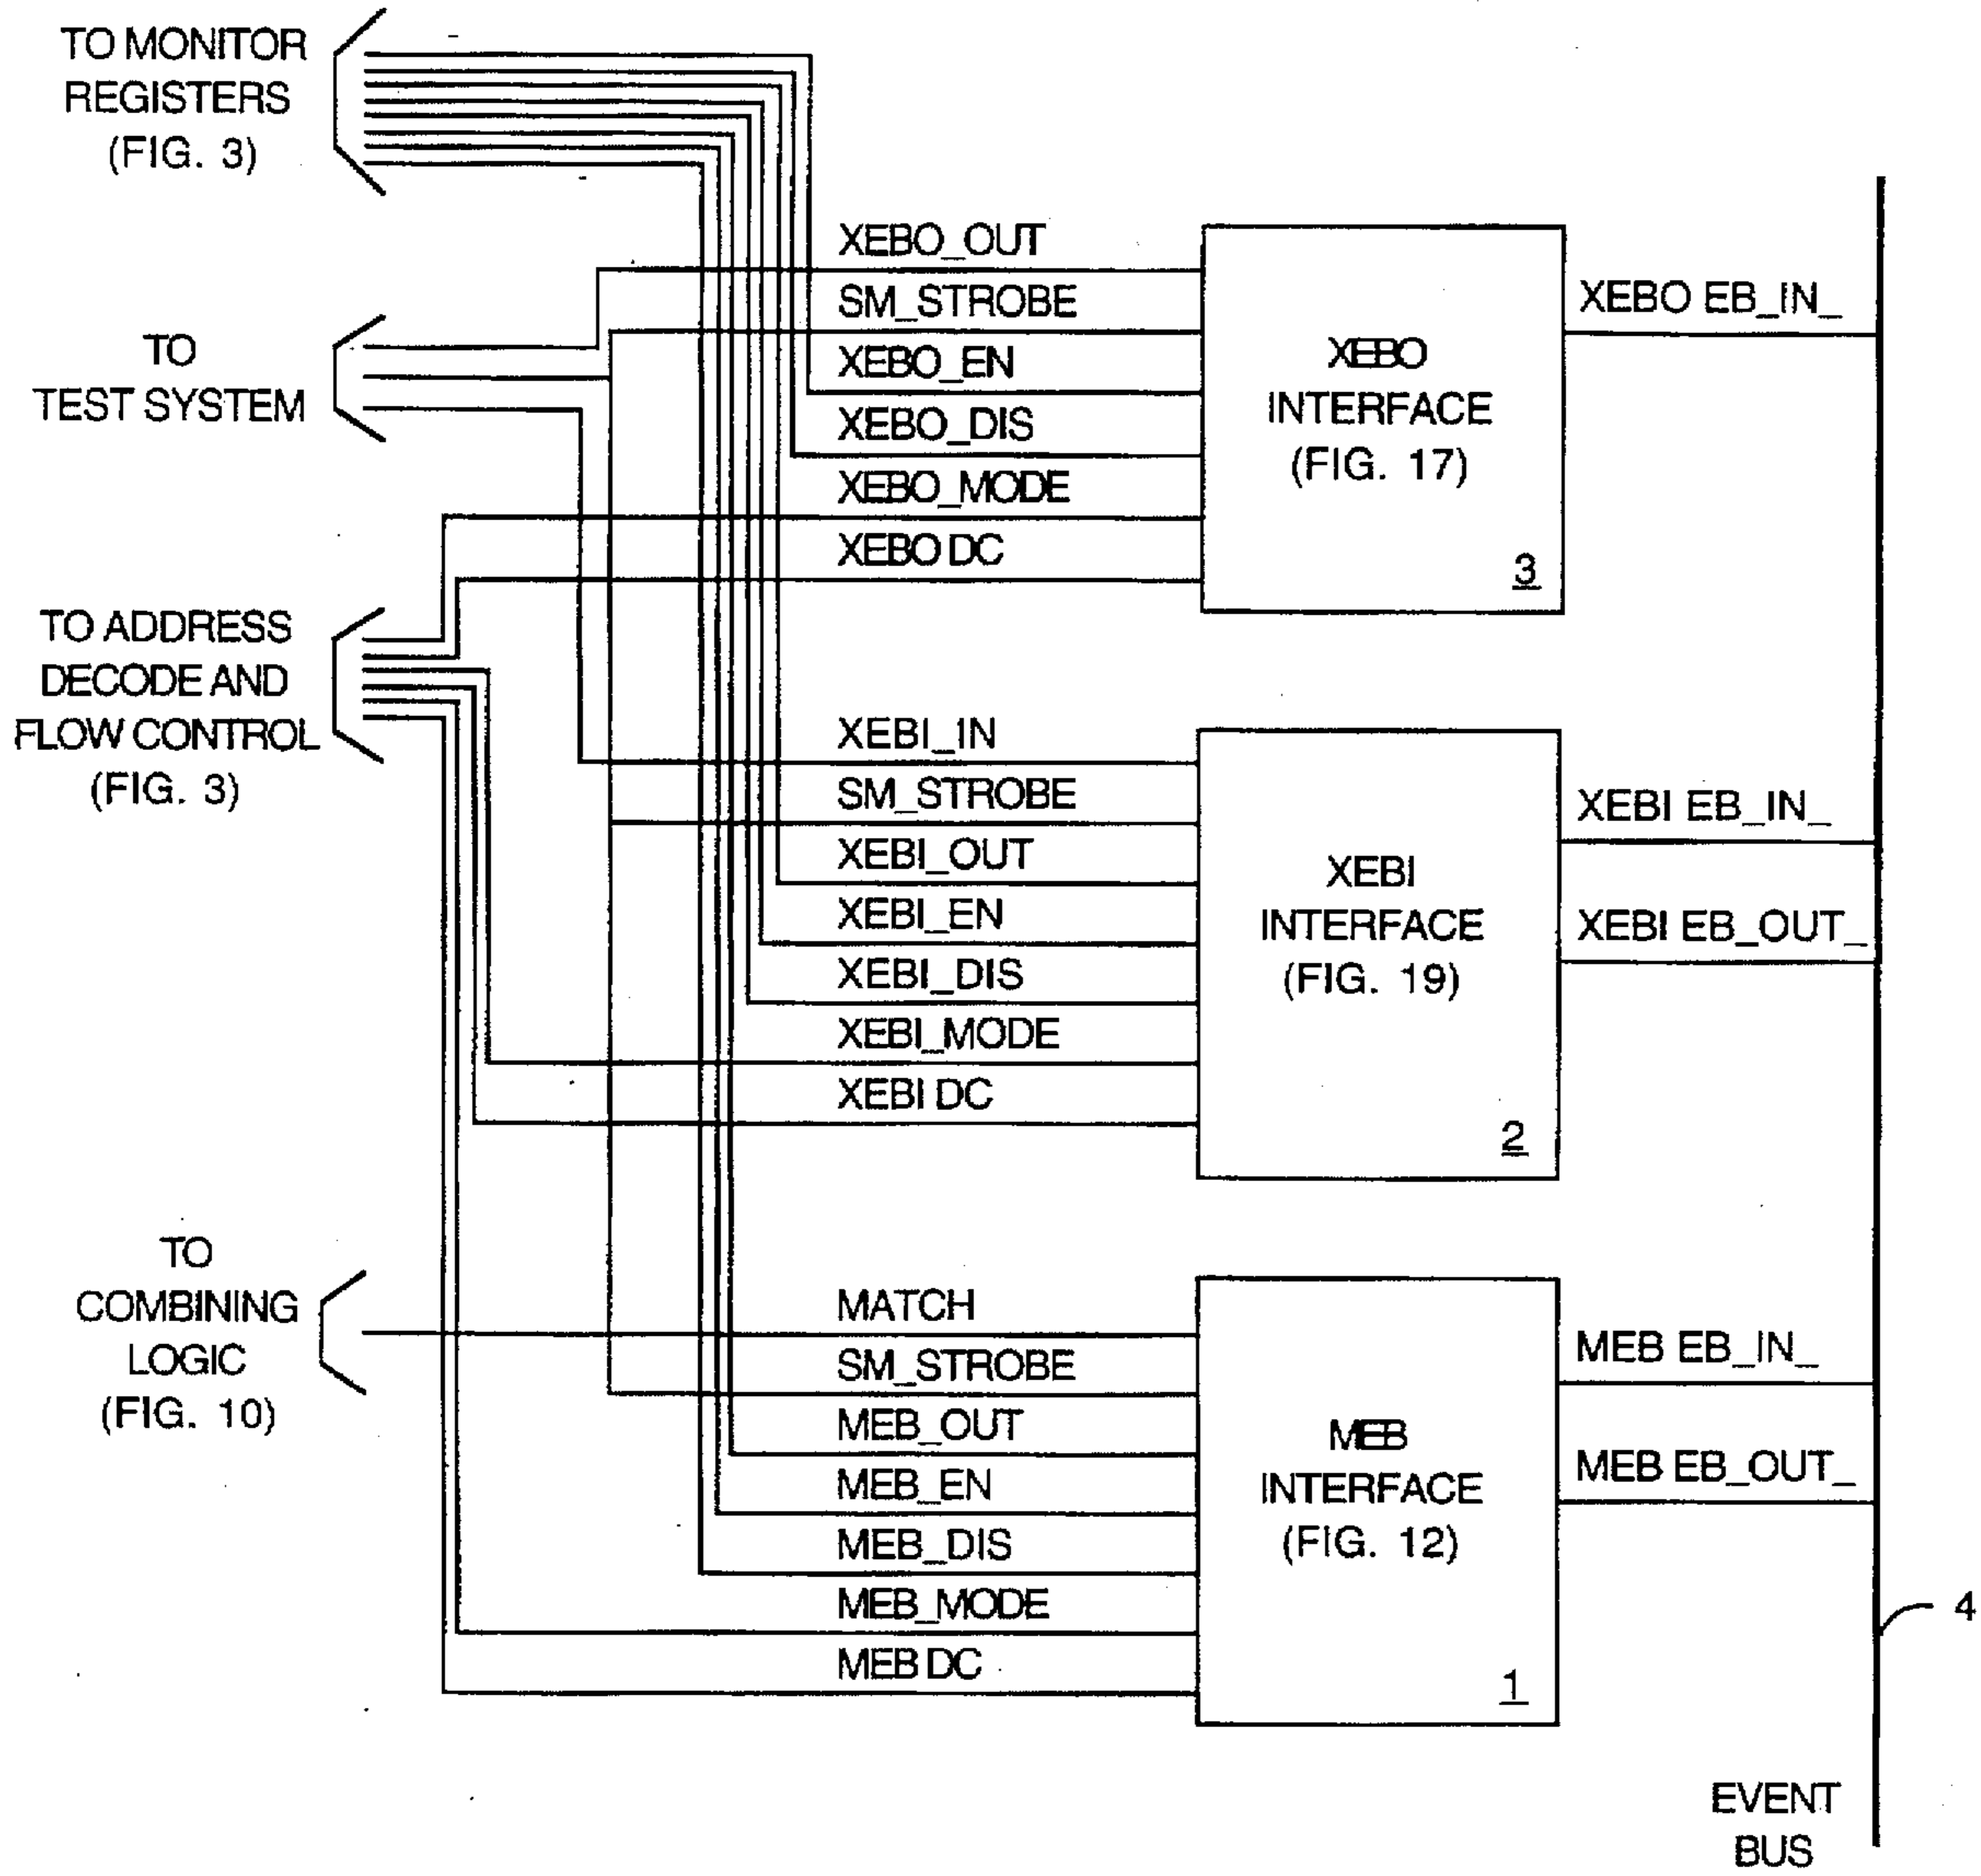 TO MONITOR
REGISTERS
(FIG. 3)
TO
TEST SYSTEM
TO ADDRESS
DECODE AND
FLOW CONTROL
(FIG. 3)
TO
COMBINING
LOGIC
(FIG. 10)
XEBO_OUT
SM_STROBE
XEBO_EN
XEBO_DIS
XEBO_MODE
XEBO DC
XEBO
INTERFACE
(FIG. 17)
3
XEBO EB_IN_
XEBI_IN
SM_STROBE
XEBI_OUT
XEBI_EN
XEBI_DIS
XEBI_MODE
XEBI DC
XEBI
INTERFACE
(FIG. 19)
2
XEBI EB_IN_
XEBI EB_OUT_
MATCH
SM_STROBE
MEB_OUT
MEB_EN
MEB_DIS
MEB_MODE
MEB DC
MEB
INTERFACE
(FIG. 12)
1
MEB EB_IN_
MEB EB_OUT_
4
EVENT
BUS